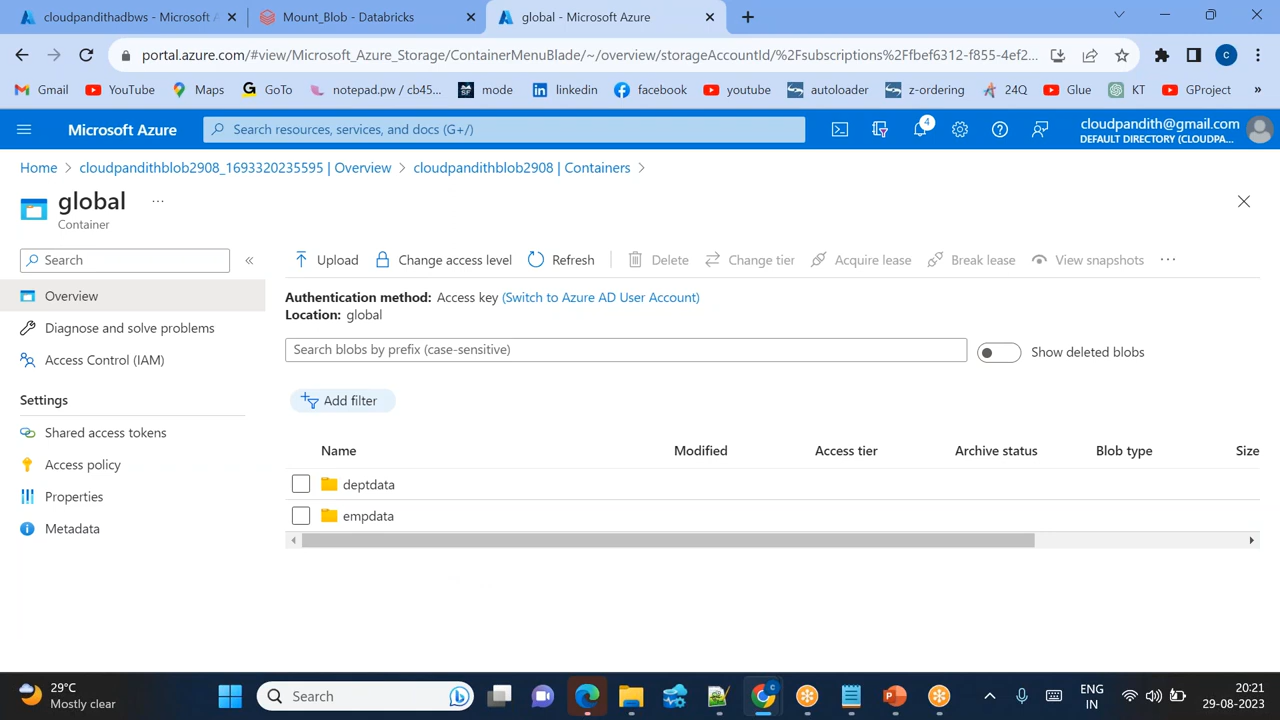 cloudpandithadbws - Microsoft A
Mount_Blob - Databricks
global - Microsoft Azure
portal.azure.com/#view/Microsoft_Azure_Storage/ContainerMenuBlade/~/overview/storageAccountId/%2Fsubscriptions%2Ffbef6312-f855-4ef2...
Gmail
YouTube
Maps
GoTo
notepad.pw / cb45...
mode
linkedin
facebook
youtube
autoloader
z-ordering
24Q
Glue
KT
GProject
»
Microsoft Azure
Search resources, services, and docs (G+/)
4
cloudpandith@gmail.com
DEFAULT DIRECTORY (CLOUDPA...
Home > cloudpandithblob2908_1693320235595 | Overview > cloudpandithblob2908 | Containers >
global
...
Container
Search
«
Upload
Change access level
Refresh
Delete
Change tier
Acquire lease
Break lease
View snapshots
...
Overview
Diagnose and solve problems
Access Control (IAM)
Settings
Shared access tokens
Access policy
Properties
Metadata
Authentication method: Access key (Switch to Azure AD User Account)
Location: global
Search blobs by prefix (case-sensitive)
Show deleted blobs
Add filter
Name
Modified
Access tier
Archive status
Blob type
Size
deptdata
empdata
29°C
Mostly clear
Search
ENG
IN
20:21
29-08-2023